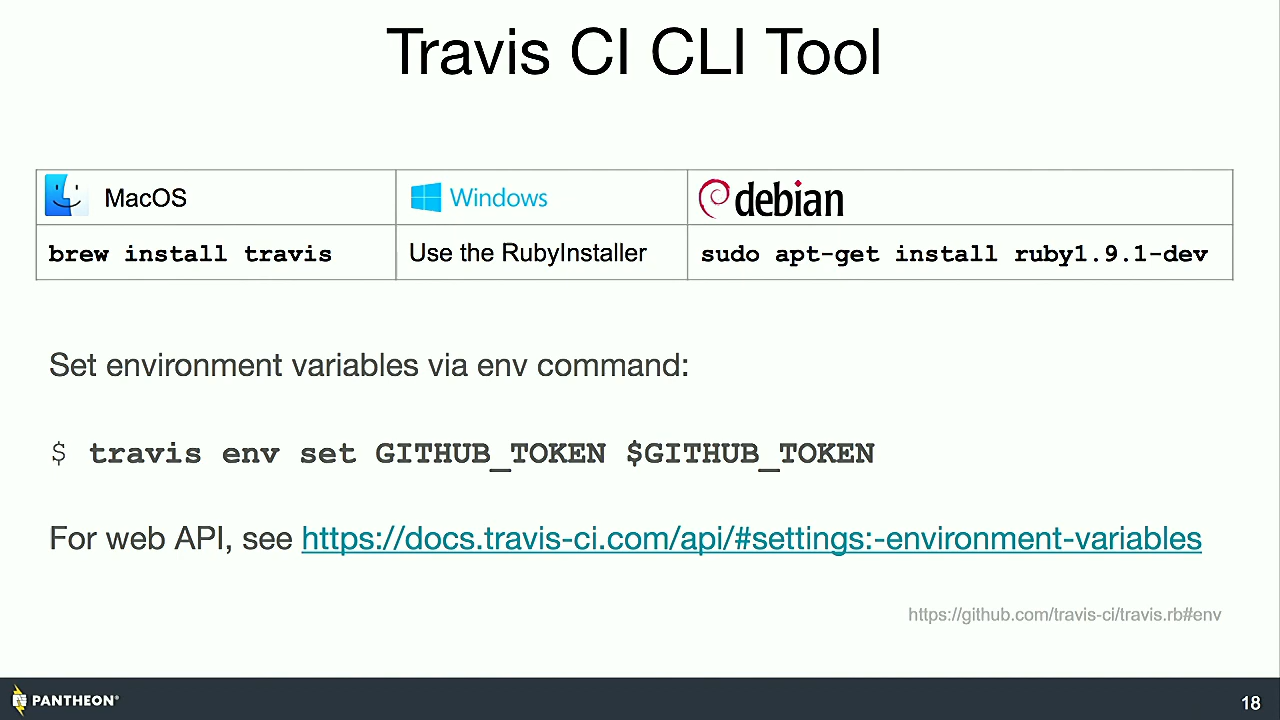 Travis CI CLI Tool
MacOS
Windows
debian
brew install travis
Use the RubyInstaller
sudo apt-get install ruby1.9.1-dev
Set environment variables via env command:
$ travis env set GITHUB_TOKEN $GITHUB_TOKEN
For web API, see https://docs.travis-ci.com/api/#settings:-environment-variables
https://github.com/travis-ci/travis.rb#env
PANTHEON®
18